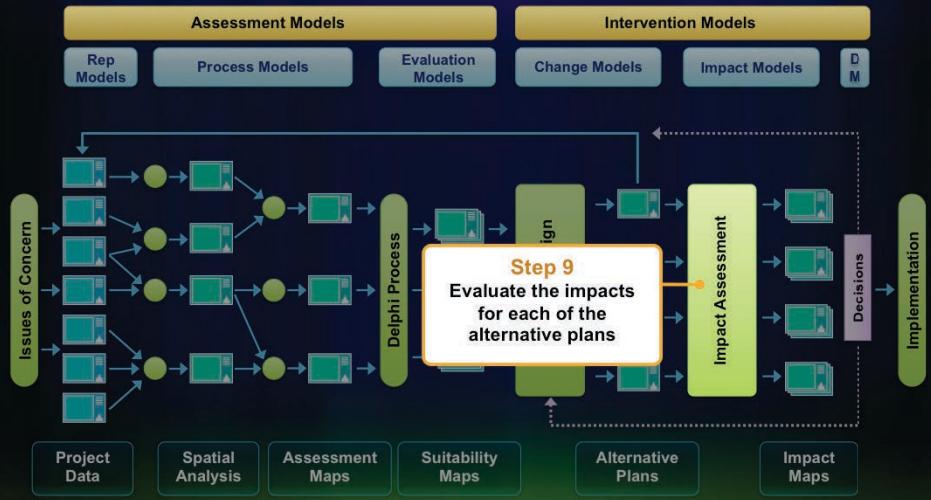 Assessment Models
Intervention Models
Rep
Models
Process Models
Evaluation
Models
Change Models
Impact Models
D
M
Issues of Concern
Delphi Process
ign
Step 9
Evaluate the impacts
for each of the
alternative plans
Impact Assessment
Decisions
Implementation
Project
Data
Spatial
Analysis
Assessment
Maps
Suitability
Maps
Alternative
Plans
Impact
Maps